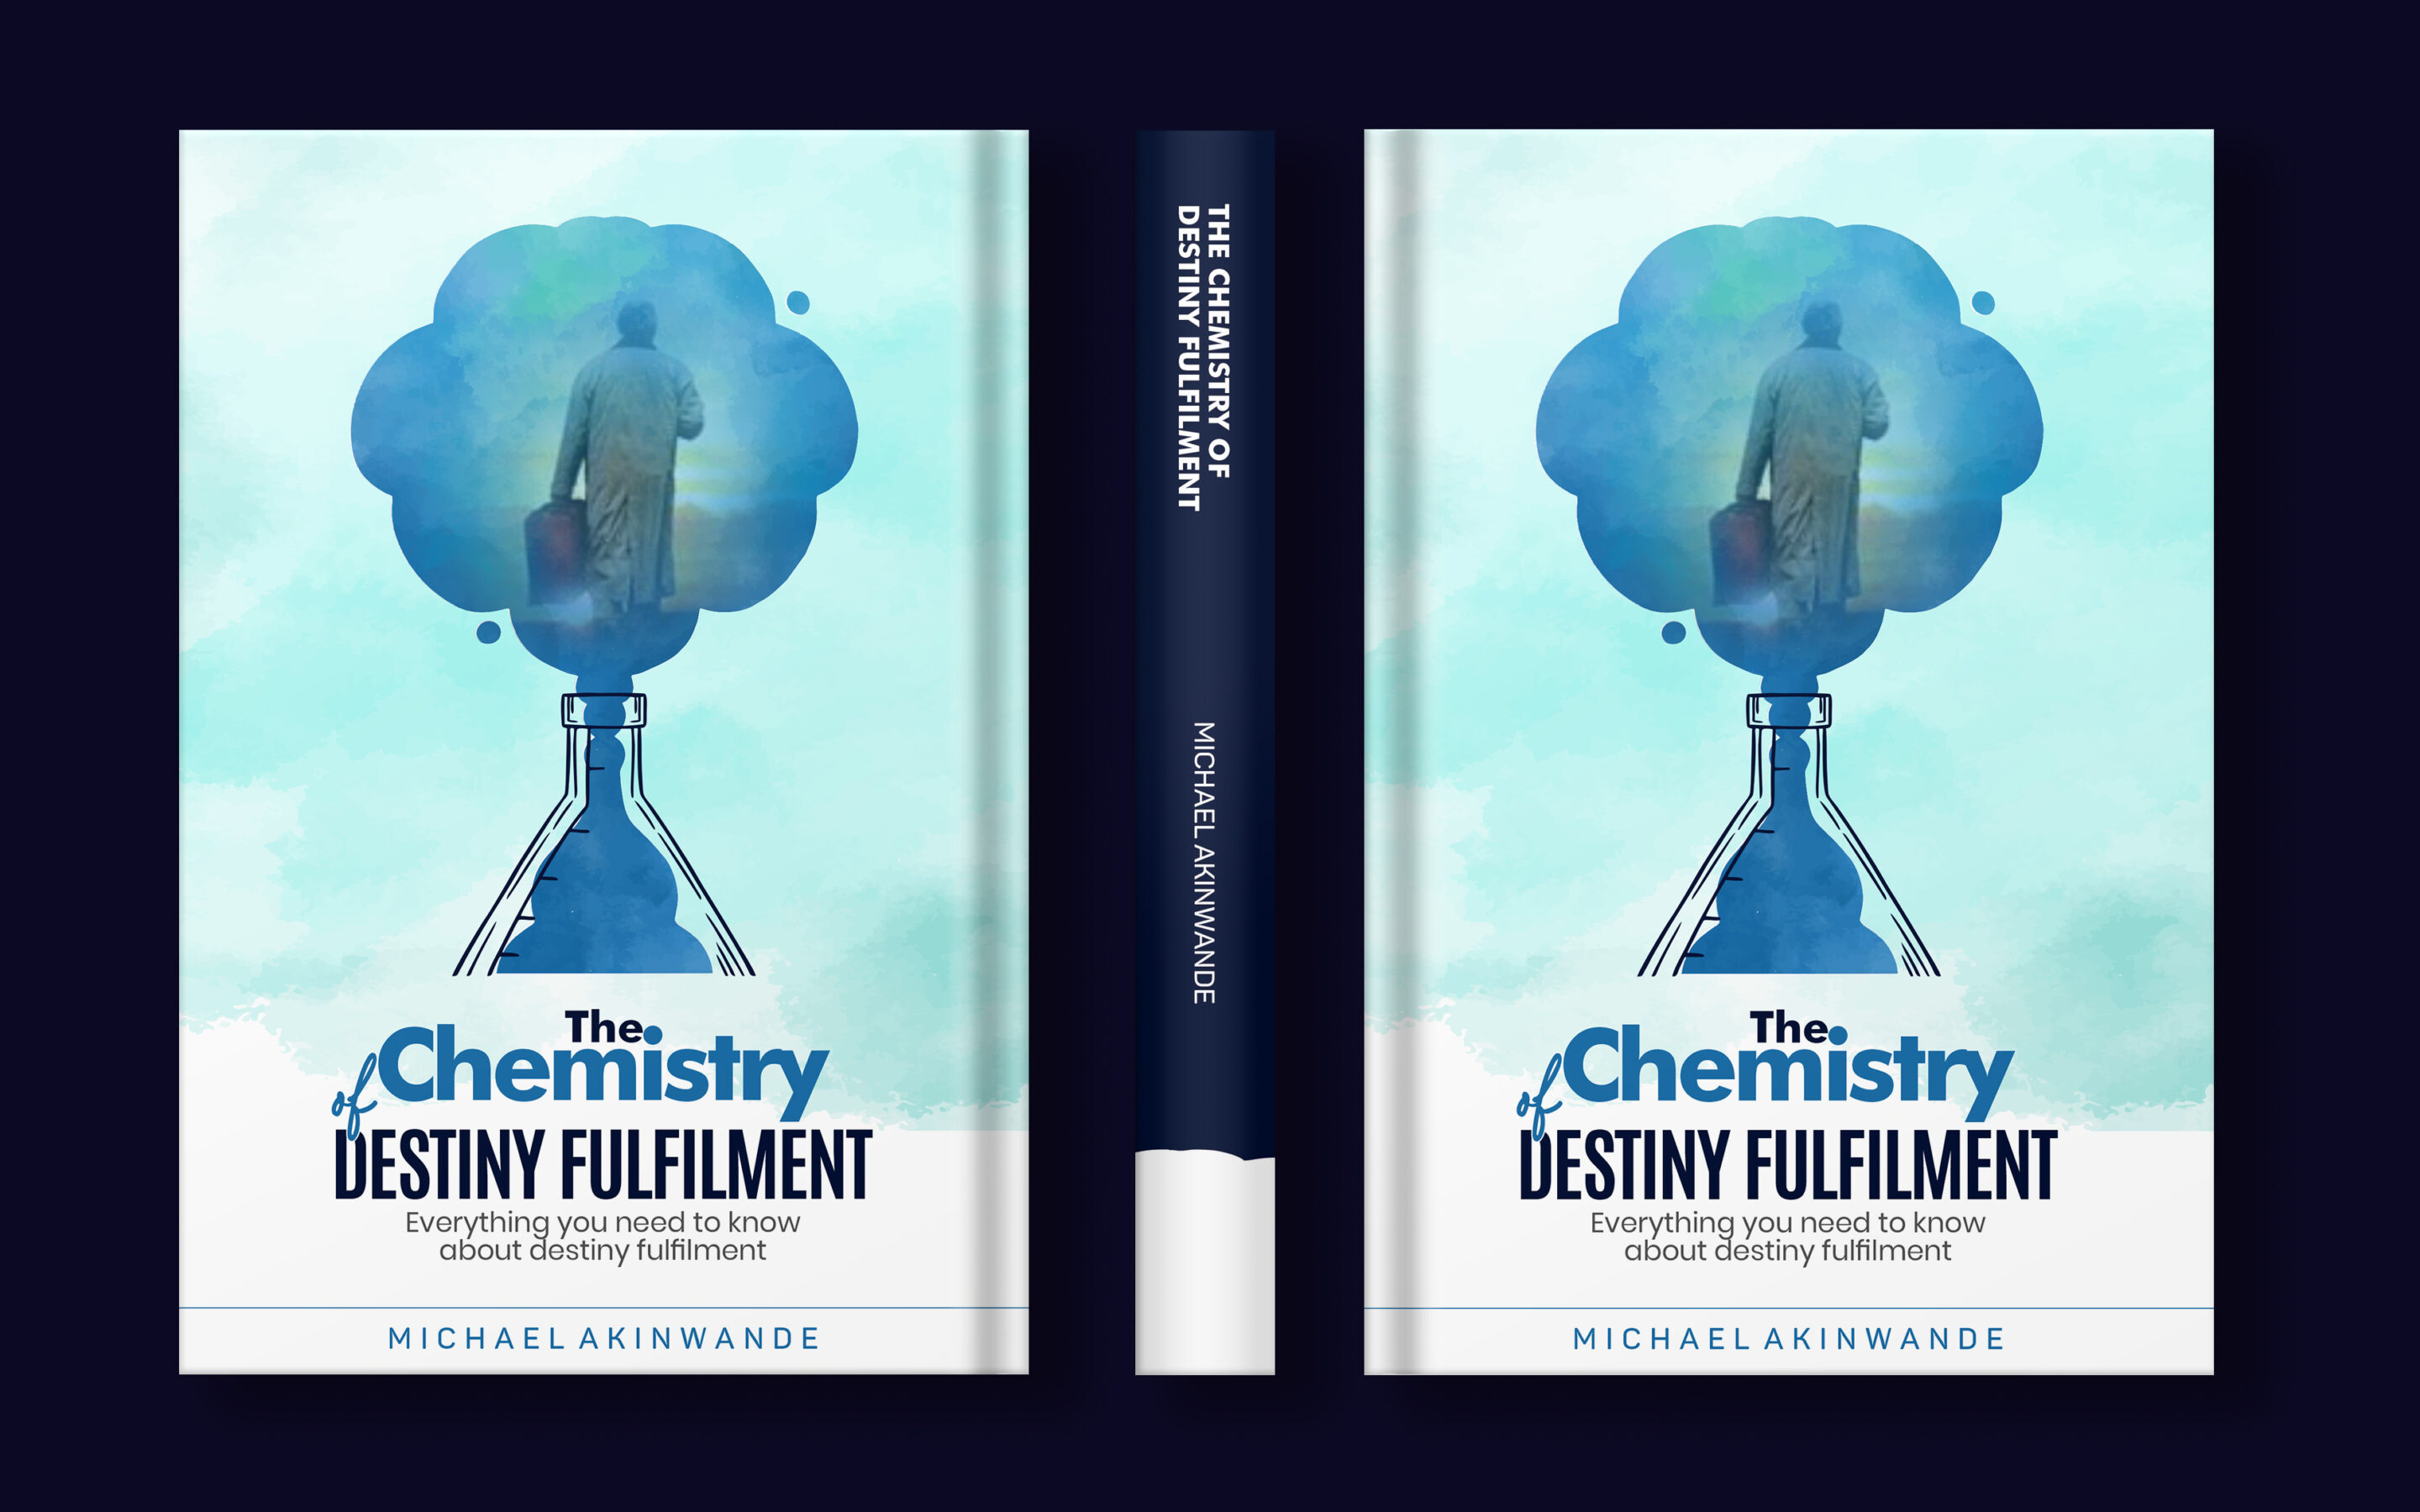 The
Chemistry
of
DESTINY FULFILMENT
Everything you need to know
about destiny fulfilment
MICHAEL AKINWANDE
THE CHEMISTRY OF
DESTINY FULFILMENT
MICHAEL AKINWANDE
The
Chemistry
of
DESTINY FULFILMENT
Everything you need to know
about destiny fulfilment
MICHAEL AKINWANDE